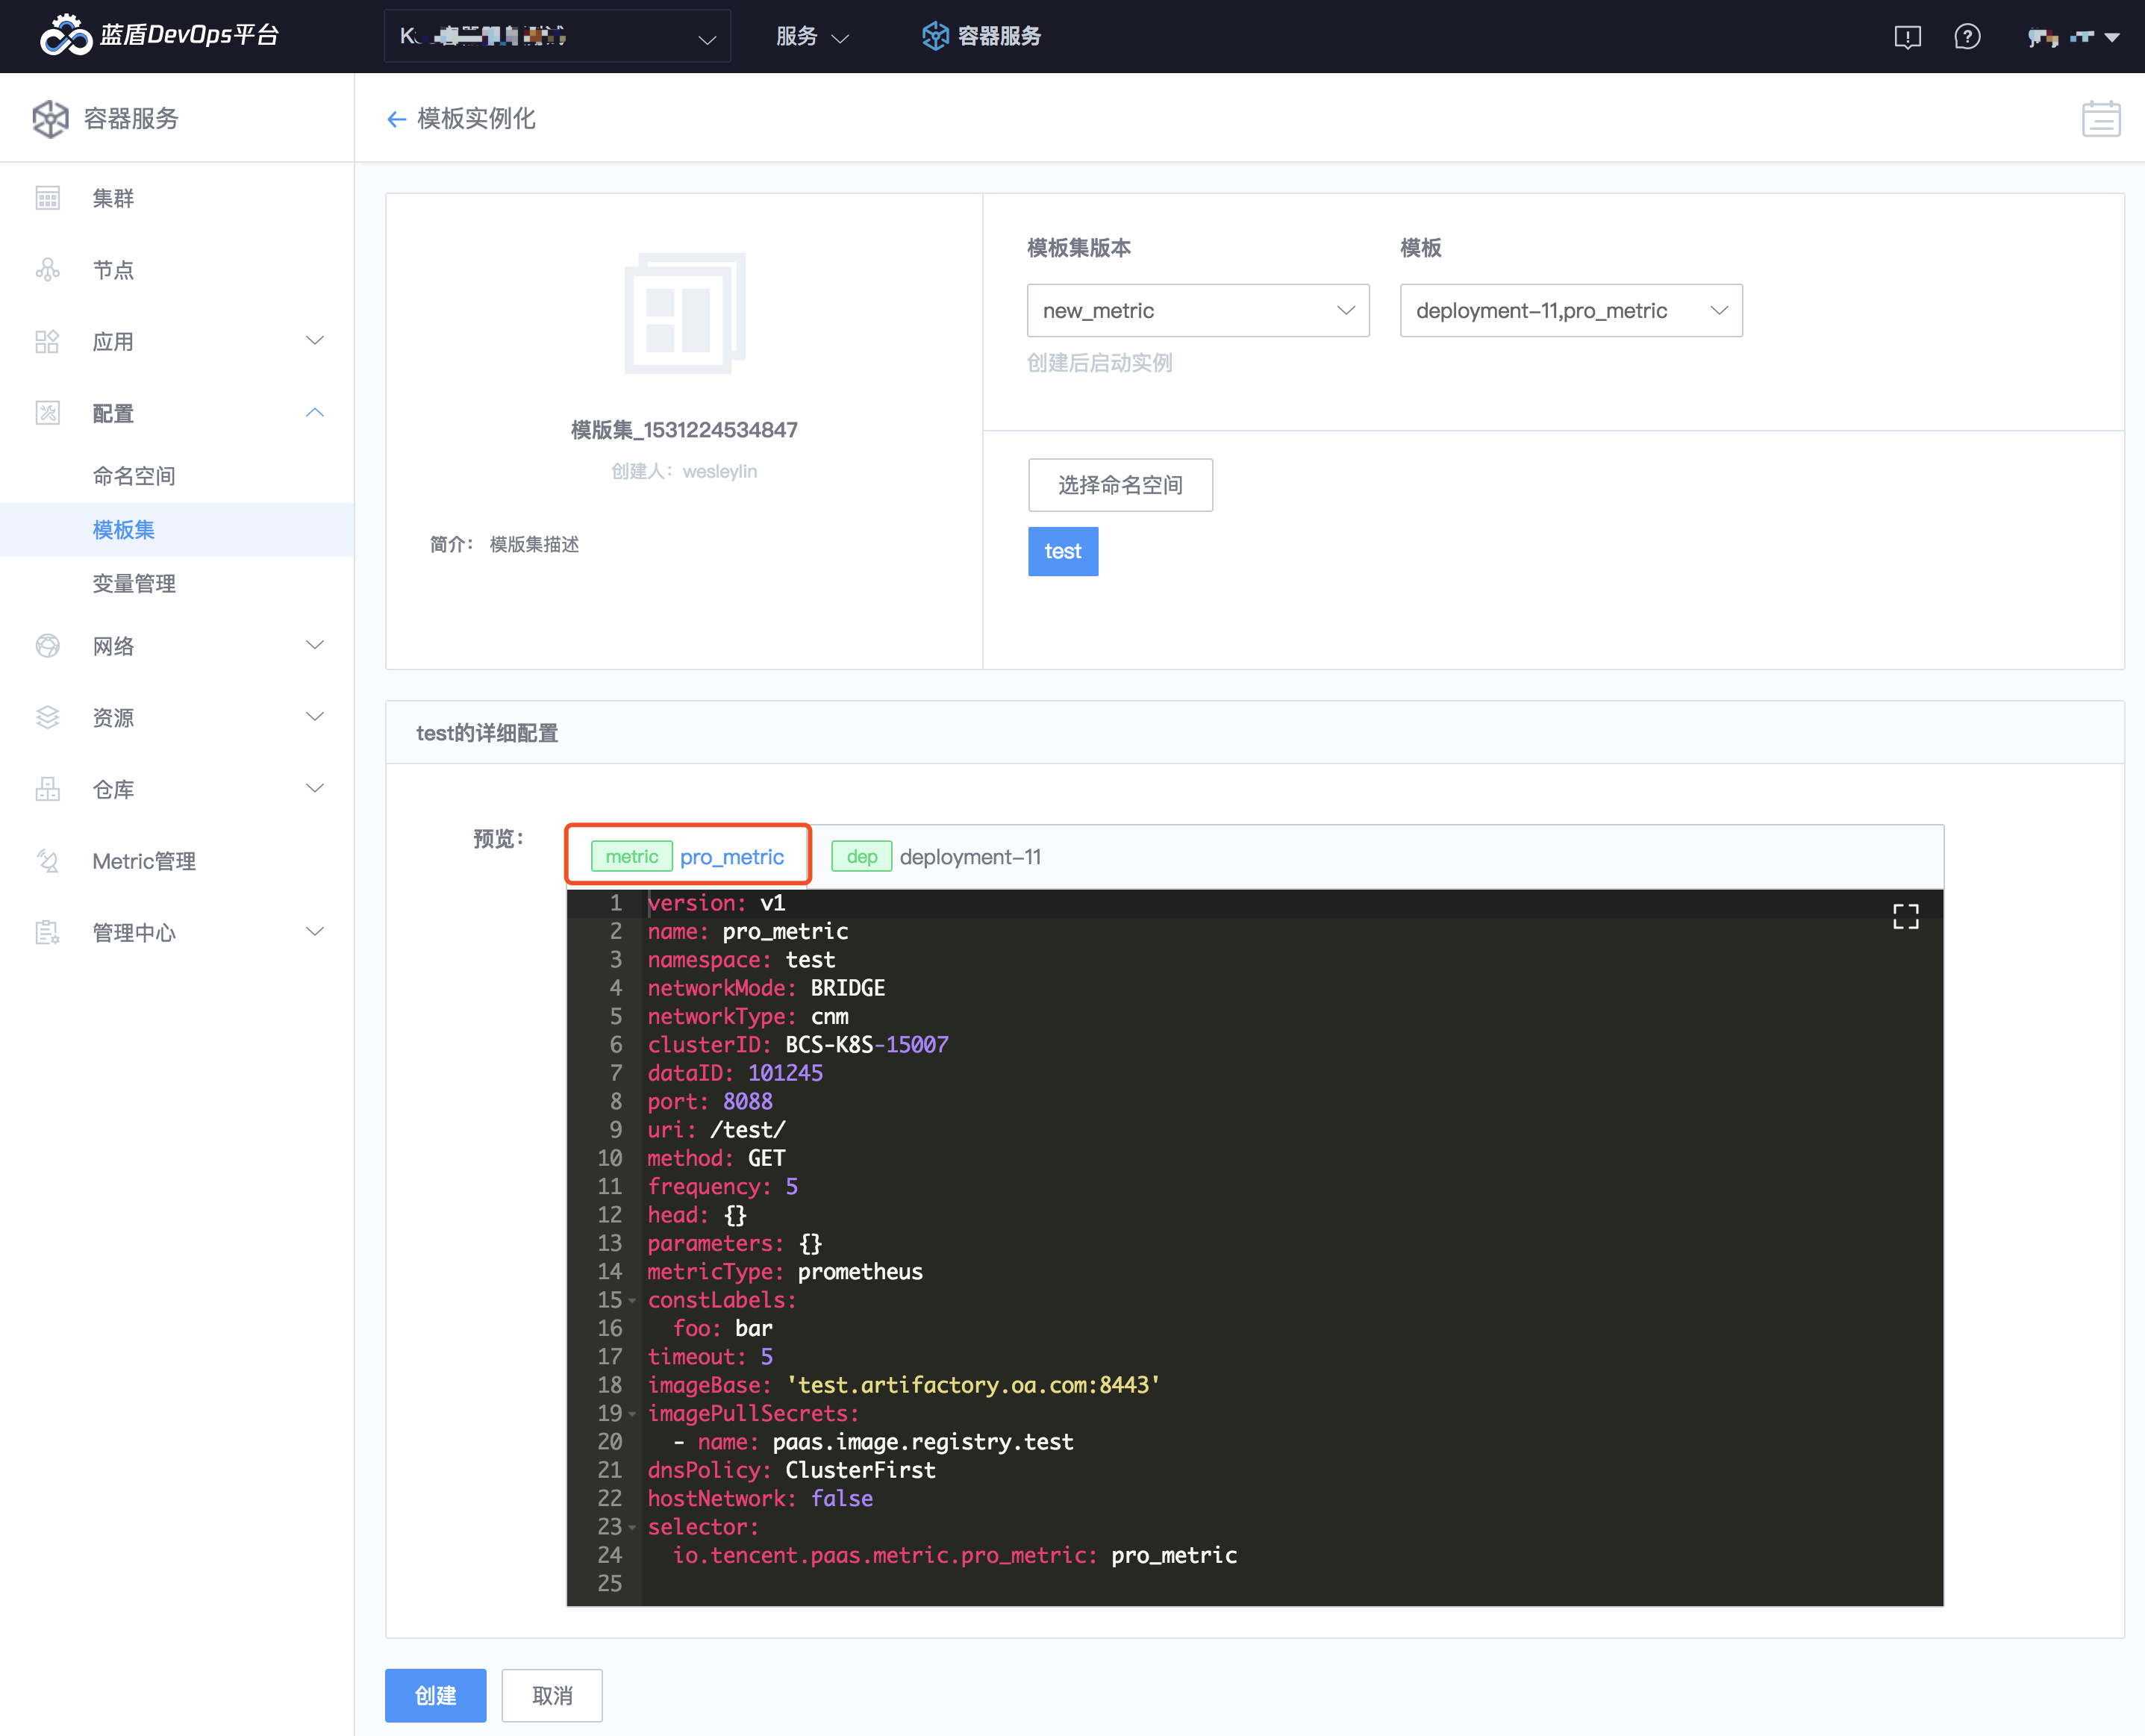 蓝盾DevOps平台
服务
容器服务
容器服务
模板实例化
集群
节点
应用
配置
命名空间
模板集
变量管理
网络
资源
仓库
Metric管理
管理中心
模版集_1531224534847
创建人：wesleylin
简介： 模版集描述
模板集版本
模板
new_metric
deployment-11,pro_metric
创建后启动实例
选择命名空间
test
test的详细配置
预览：
metric pro_metric
dep deployment-11
1 version: v1
2 name: pro_metric
3 namespace: test
4 networkMode: BRIDGE
5 networkType: cnm
6 clusterID: BCS-K8S-15007
7 dataID: 101245
8 port: 8088
9 uri: /test/
10 method: GET
11 frequency: 5
12 head: {}
13 parameters: {}
14 metricType: prometheus
15 constLabels:
16   foo: bar
17 timeout: 5
18 imageBase: 'test.artifactory.oa.com:8443'
19 imagePullSecrets:
20   - name: paas.image.registry.test
21 dnsPolicy: ClusterFirst
22 hostNetwork: false
23 selector:
24   io.tencent.paas.metric.pro_metric: pro_metric
25
创建
取消